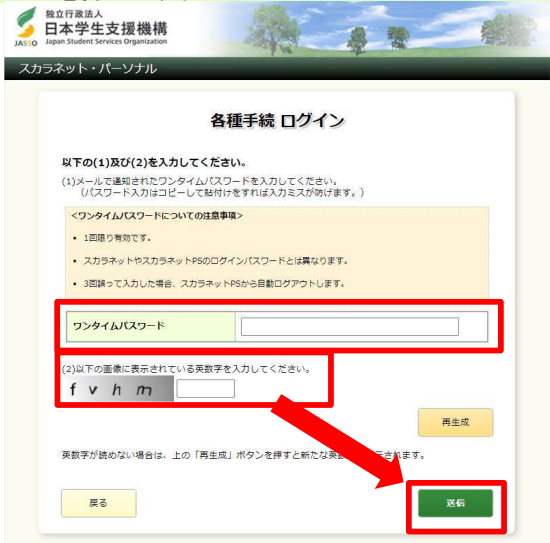 独立行政法人
日本学生支援機構
JASSO Japan Student Services Organization
スカラネット・パーソナル
各種手続 ログイン
以下の(1)及び(2)を入力してください。
(1)メールで通知されたワンタイムパスワードを入力してください。
（パスワード入力はコピーして貼付けをすれば入力ミスが防げます。）
<ワンタイムパスワードについての注意事項>
• 1回限り有効です。
• スカラネットやスカラネットPSのログインパスワードとは異なります。
• 3回誤って入力した場合、スカラネットPSから自動ログアウトします。
ワンタイムパスワード
(2)以下の画像に表示されている英数字を入力してください。
f v h m
再生成
英数字が読めない場合は、上の「再生成」ボタンを押すと新たな英数 示されます。
戻る
送信